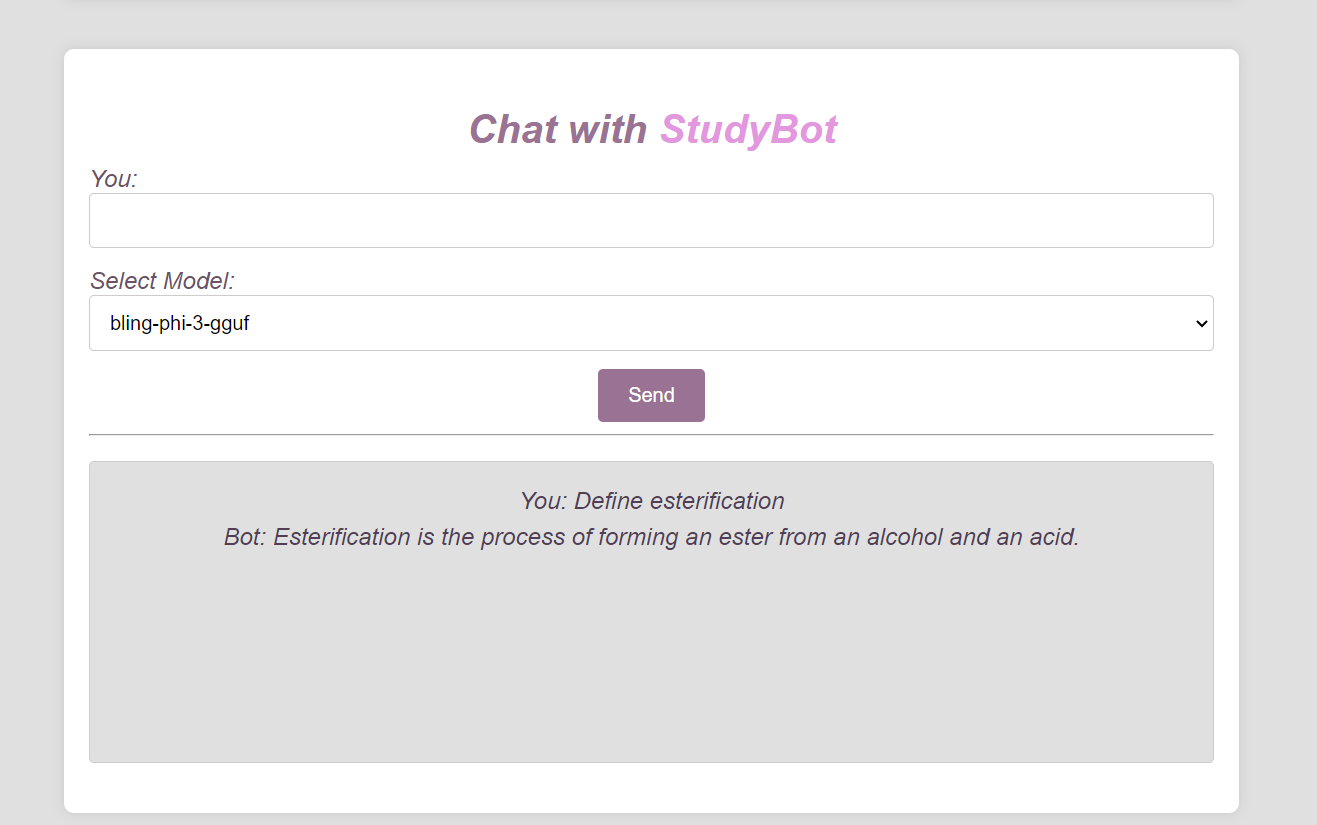 Chat with StudyBot
You:
Select Model:
bling-phi-3-gguf
Send
You: Define esterification
Bot: Esterification is the process of forming an ester from an alcohol and an acid.